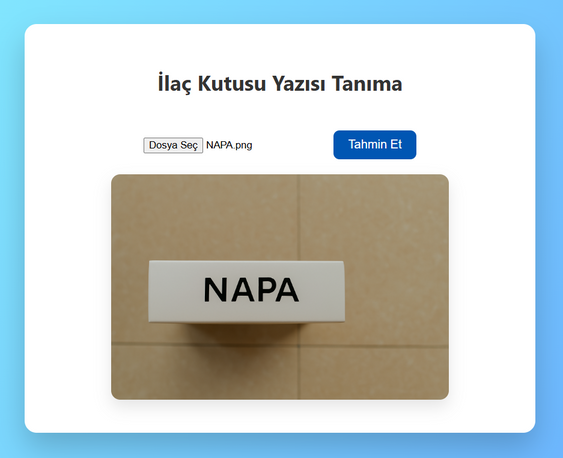 İlaç Kutusu Yazısı Tanıma
Dosya Seç NAPA.png
Tahmin Et
NAPA